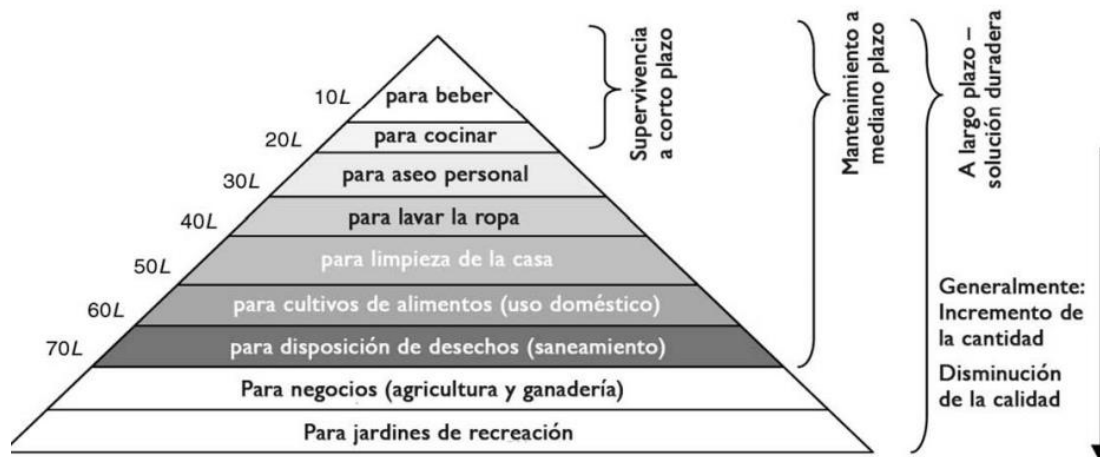 10L
para beber
20L
para cocinar
30L
para aseo personal
40L
para lavar la ropa
50L
para limpieza de la casa
60L
para cultivos de alimentos (uso doméstico)
70L
para disposición de desechos (saneamiento)
Para negocios (agricultura y ganadería)
Para jardines de recreación
Supervivencia
a corto plazo
Mantenimiento a
mediano plazo
A largo plazo –
solución duradera
Generalmente:
Incremento de
la cantidad
Disminución
de la calidad